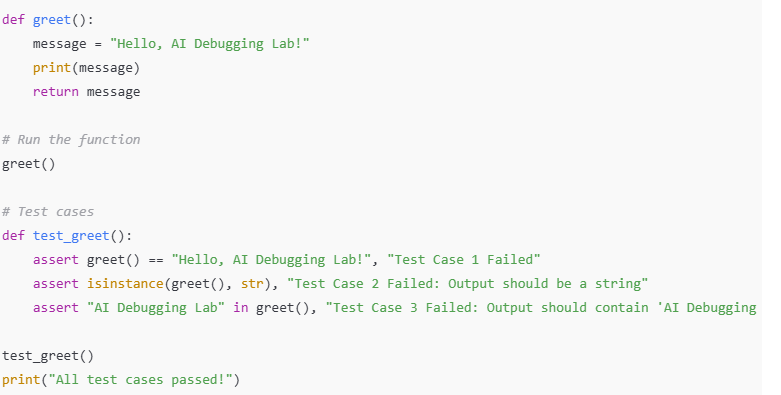 def greet():
    message = "Hello, AI Debugging Lab!"
    print(message)
    return message

# Run the function
greet()

# Test cases
def test_greet():
    assert greet() == "Hello, AI Debugging Lab!", "Test Case 1 Failed"
    assert isinstance(greet(), str), "Test Case 2 Failed: Output should be a string"
    assert "AI Debugging Lab" in greet(), "Test Case 3 Failed: Output should contain 'AI Debugging

test_greet()
print("All test cases passed!")